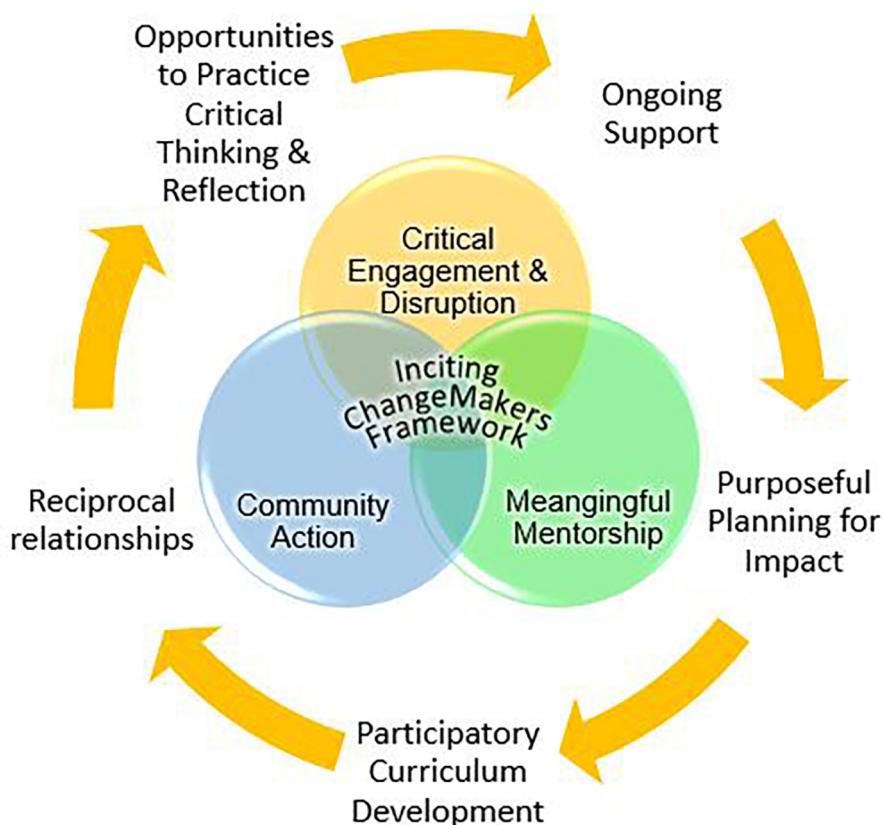 Opportunities
to Practice
Critical
Thinking &
Reflection
Ongoing
Support
Critical
Engagement &
Disruption
Inciting
ChangeMakers
Framework
Community
Action
Meangingful
Mentorship
Reciprocal
relationships
Purposeful
Planning for
Impact
Participatory
Curriculum
Development